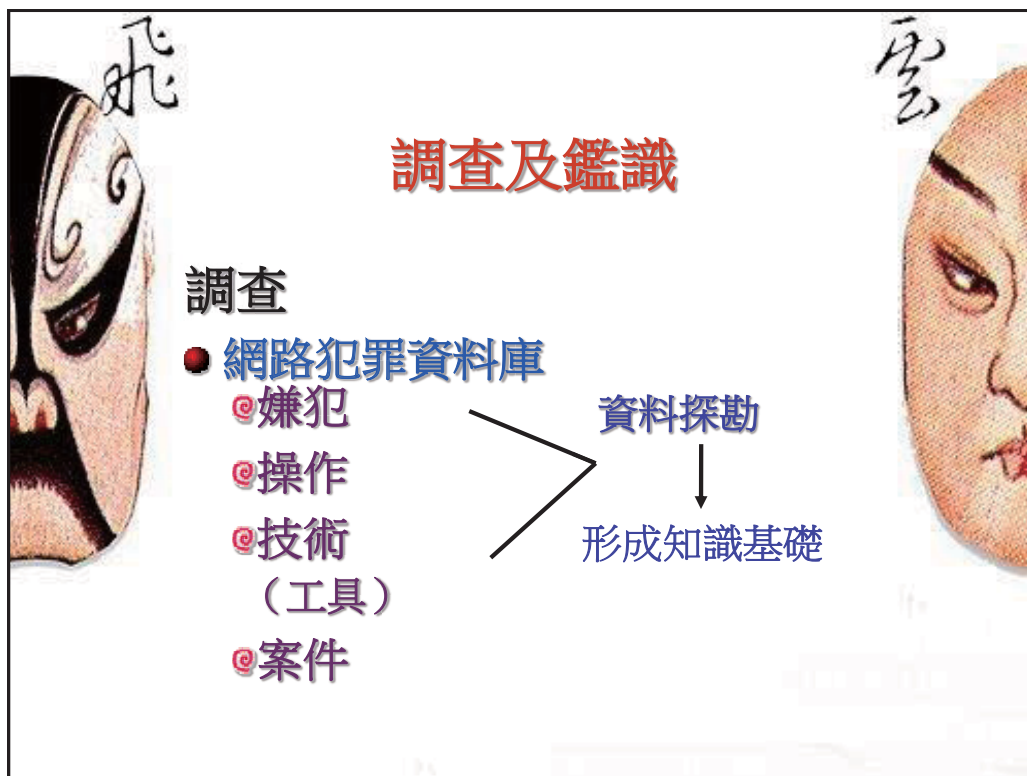 飛
雲
調查及鑑識
調查
網路犯罪資料庫
嫌犯
資料探勘
操作
技術
形成知識基礎
（工具）
案件